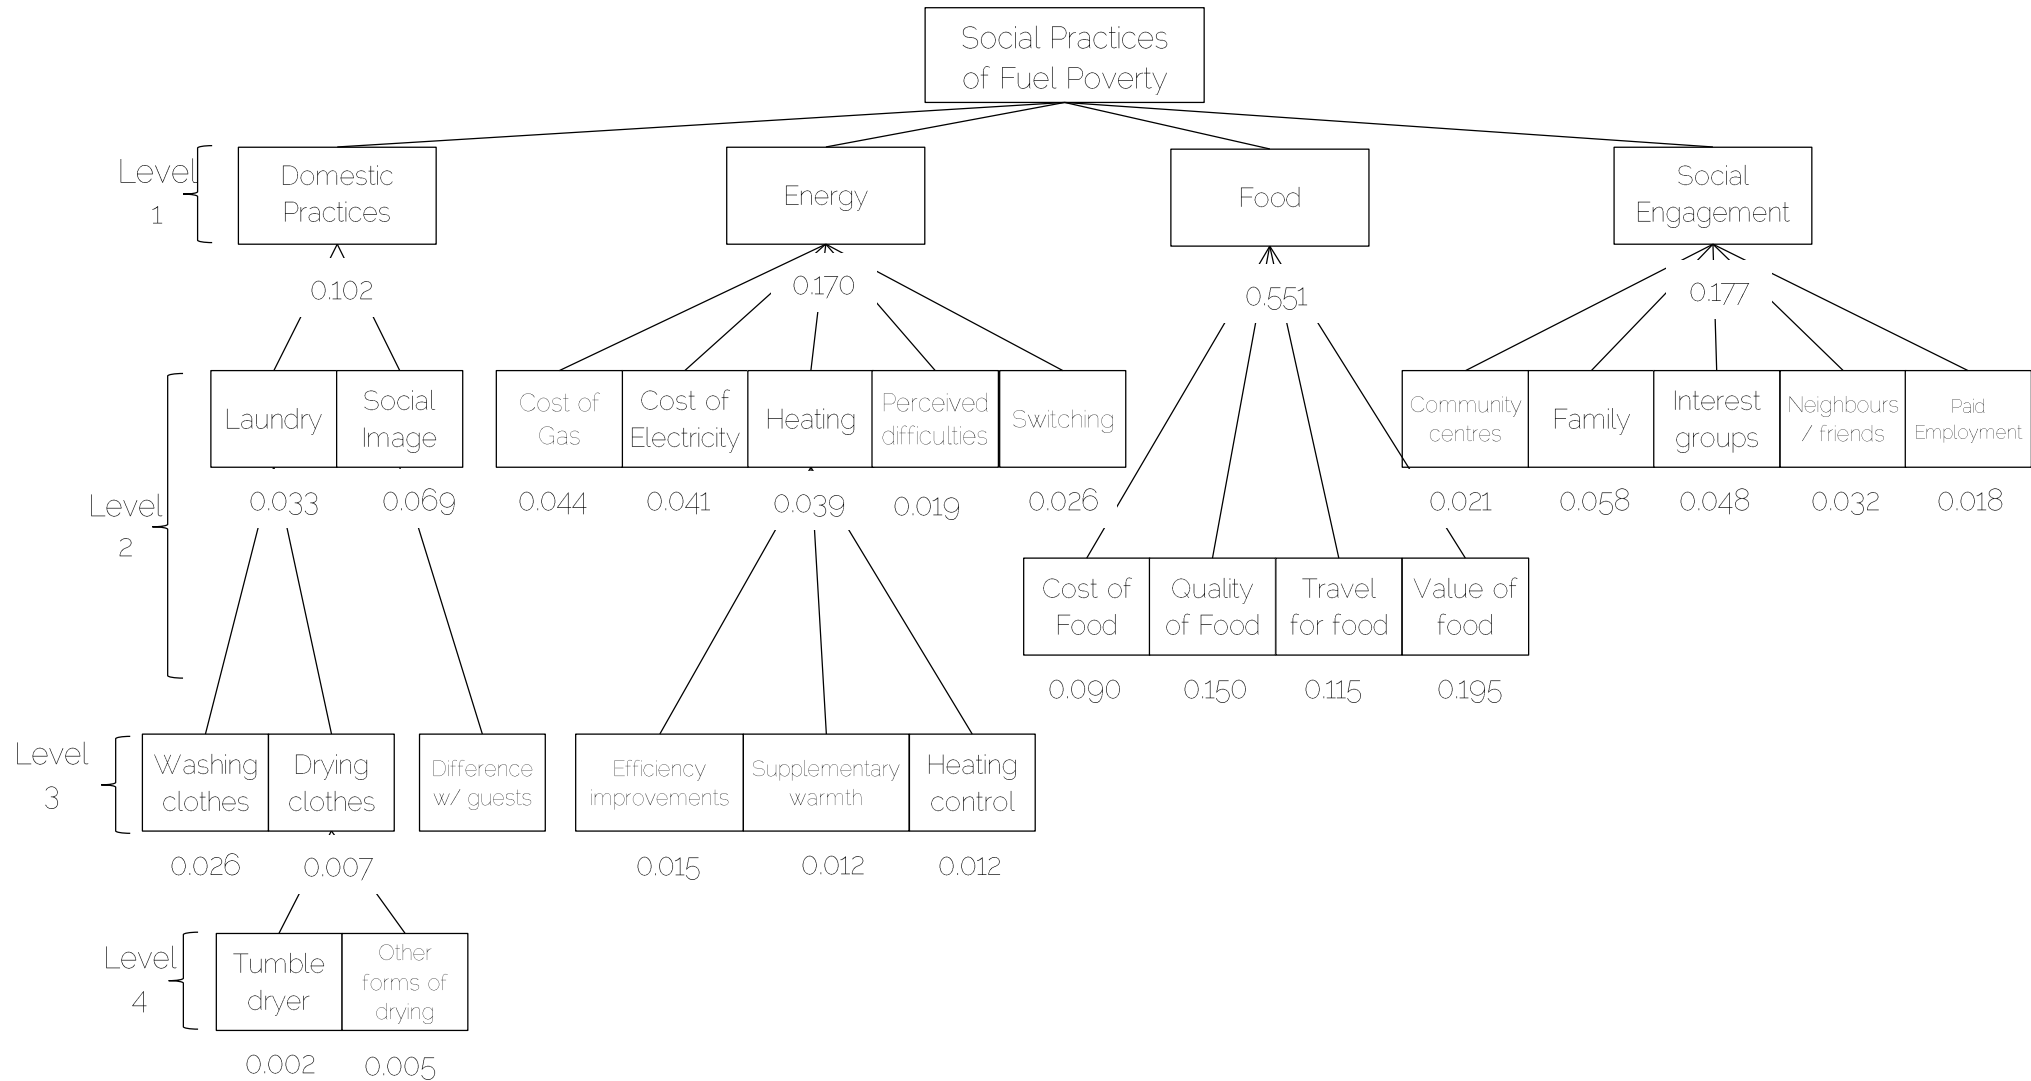 Social Practices
of Fuel Poverty
Level
1
Domestic
Practices
Energy
Food
Social
Engagement
0.102
0.170
0.551
0.177
Level
2
Laundry
Social
Image
Cost of
Gas
Cost of
Electricity
Heating
Perceived
difficulties
Switching
Community
centres
Family
Interest
groups
Neighbours
/ friends
Paid
Employment
0.033
0.069
0.044
0.041
0.039
0.019
0.026
0.021
0.058
0.048
0.032
0.018
Cost of
Food
Quality
of Food
Travel
for food
Value of
food
0.090
0.150
0.115
0.195
Level
3
Washing
clothes
Drying
clothes
Difference
w/ guests
Efficiency
improvements
Supplementary
warmth
Heating
control
0.026
0.007
0.015
0.012
0.012
Level
4
Tumble
dryer
Other
forms of
drying
0.002
0.005